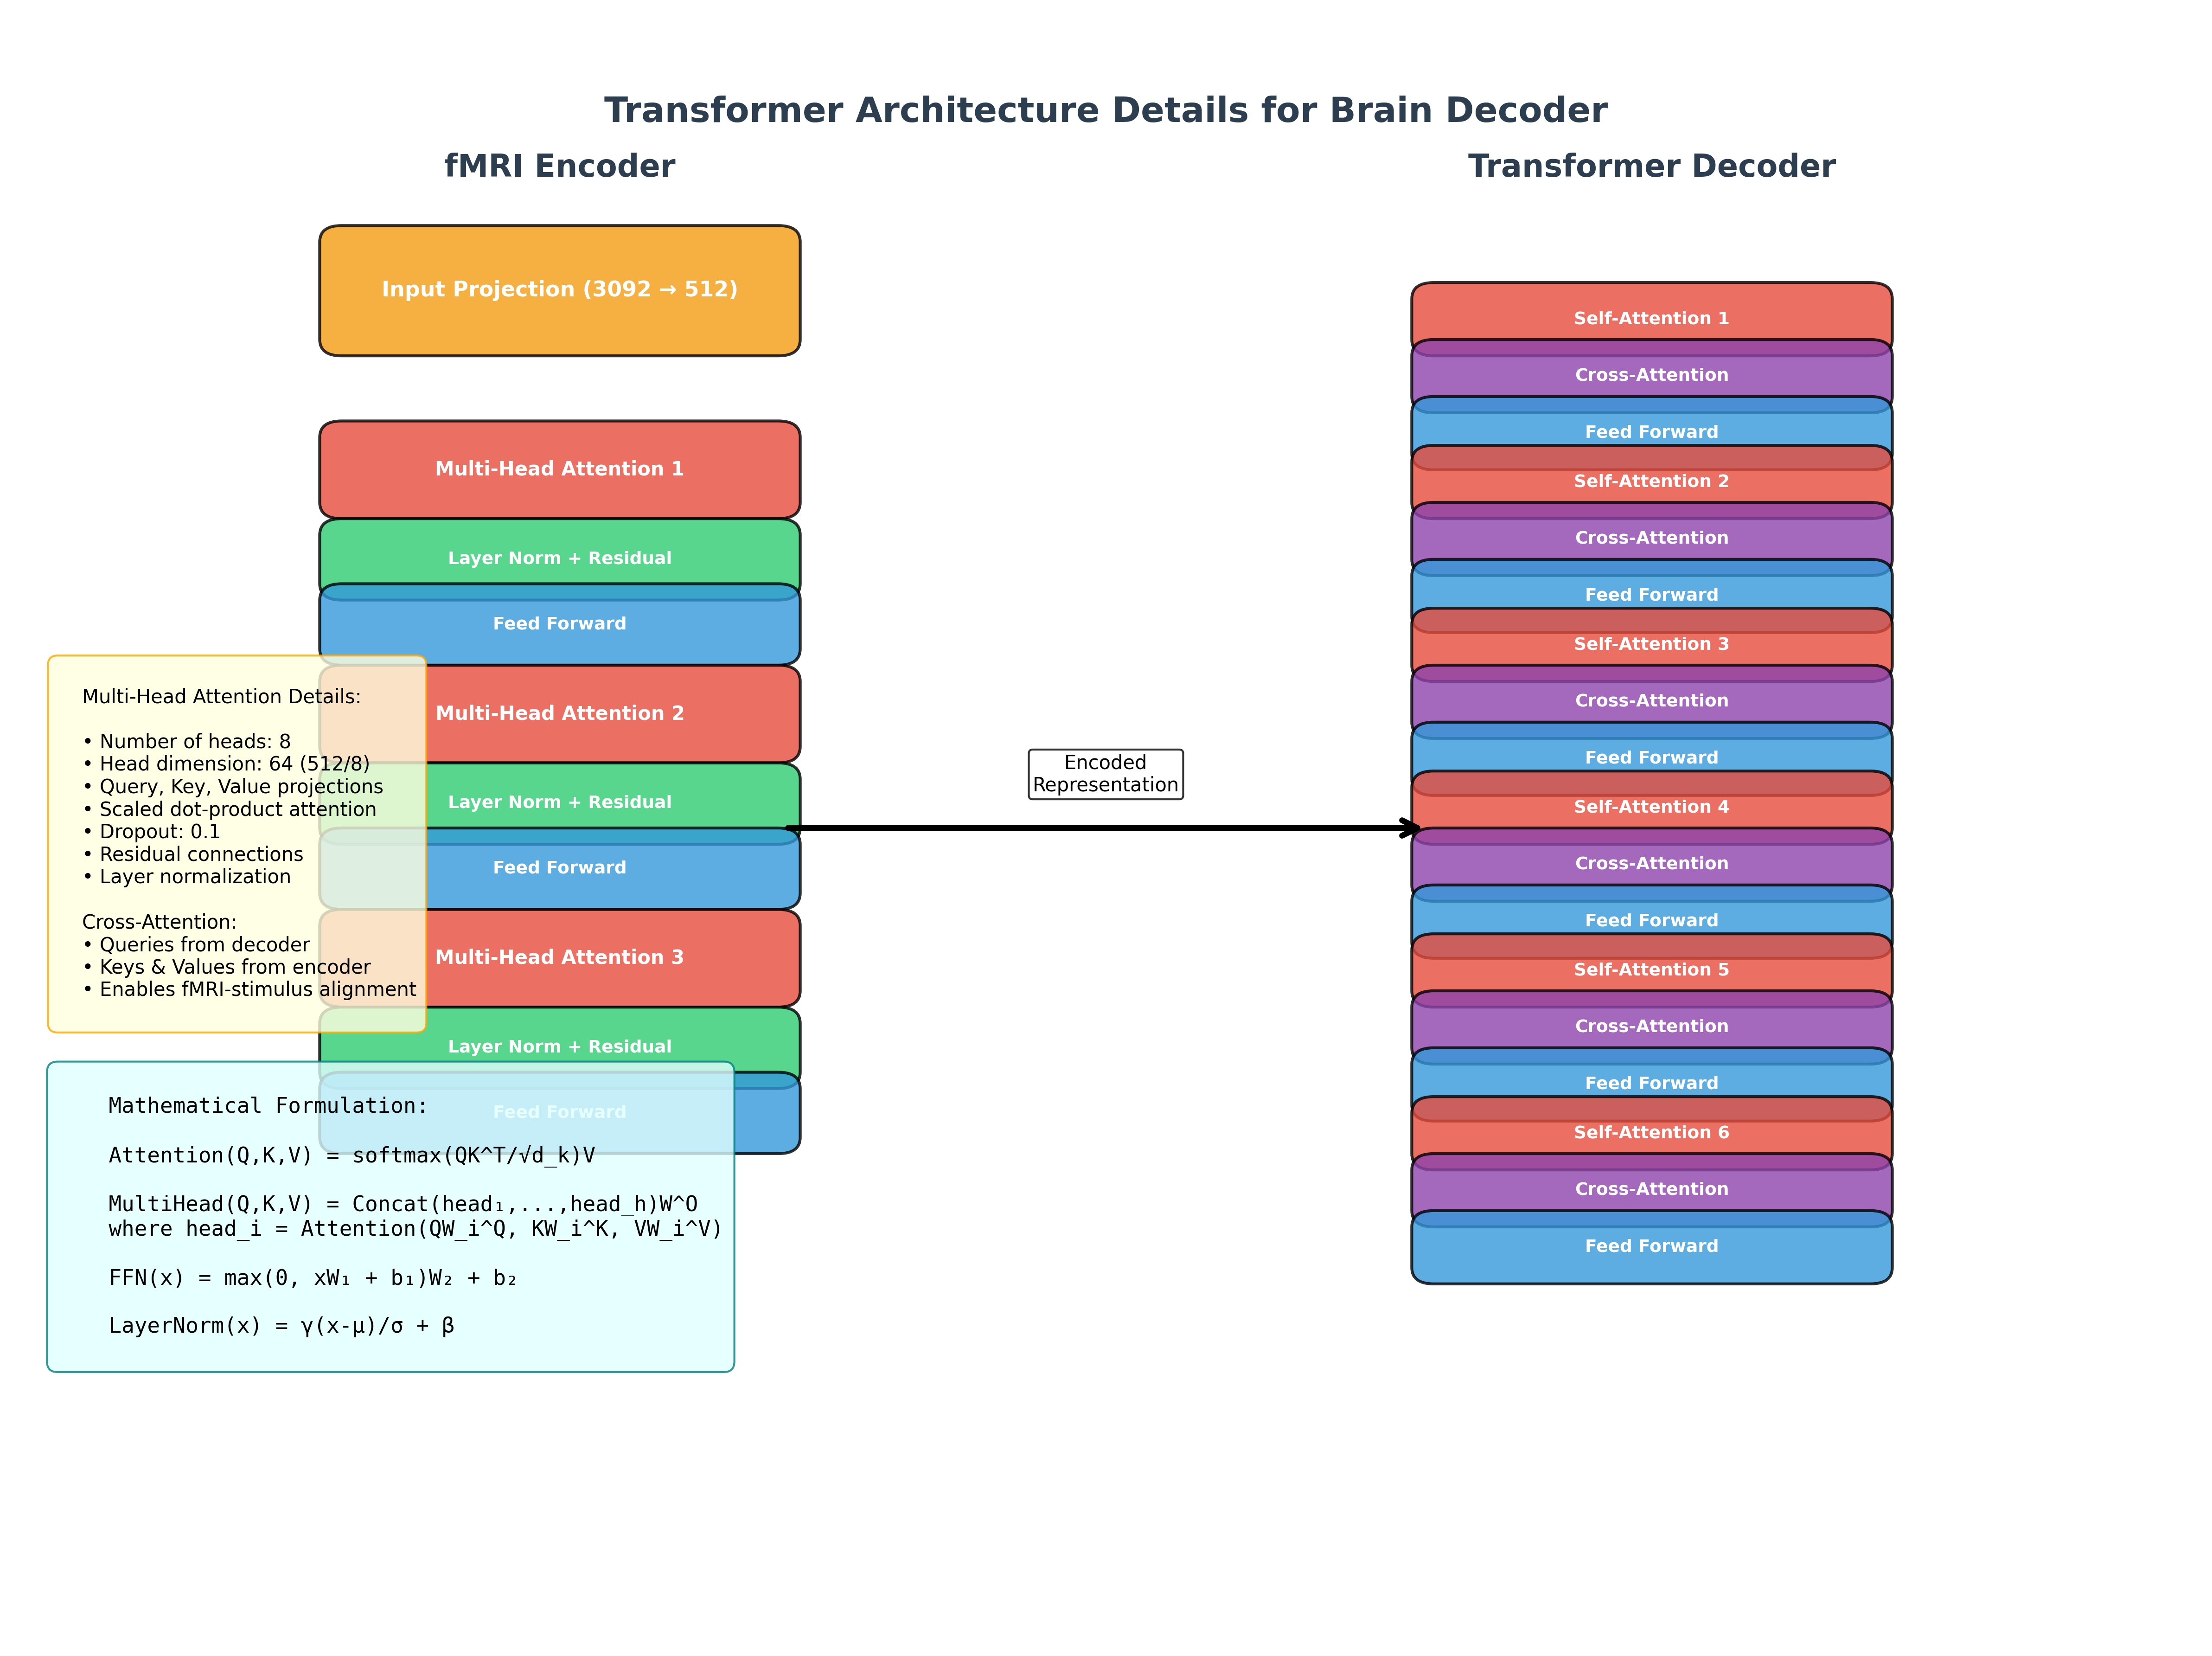 Transformer Architecture Details for Brain Decoder
fMRI Encoder
Input Projection (3092 → 512)
Multi-Head Attention 1
Layer Norm + Residual
Feed Forward
Multi-Head Attention 2
Layer Norm + Residual
Feed Forward
Multi-Head Attention 3
Layer Norm + Residual
Feed Forward
Multi-Head Attention Details:
• Number of heads: 8
• Head dimension: 64 (512/8)
• Query, Key, Value projections
• Scaled dot-product attention
• Dropout: 0.1
• Residual connections
• Layer normalization
Cross-Attention:
• Queries from decoder
• Keys & Values from encoder
• Enables fMRI-stimulus alignment
Mathematical Formulation:
Attention(Q,K,V) = softmax(QK^T/√d_k)V
MultiHead(Q,K,V) = Concat(head₁,...,head_h)W^O
where head_i = Attention(QW_i^Q, KW_i^K, VW_i^V)
FFN(x) = max(0, xW₁ + b₁)W₂ + b₂
LayerNorm(x) = γ(x-μ)/σ + β
Encoded
Representation
Transformer Decoder
Self-Attention 1
Cross-Attention
Feed Forward
Self-Attention 2
Cross-Attention
Feed Forward
Self-Attention 3
Cross-Attention
Feed Forward
Self-Attention 4
Cross-Attention
Feed Forward
Self-Attention 5
Cross-Attention
Feed Forward
Self-Attention 6
Cross-Attention
Feed Forward